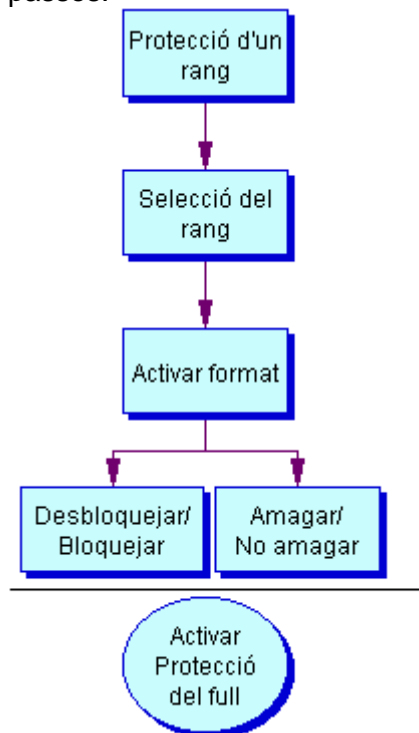 passos:
Protecció d'un
rang
Selecció del
rang
Activar format
Desbloquejar/
Bloquejar
Amagar/
No amagar
Activar
Protecció
del full